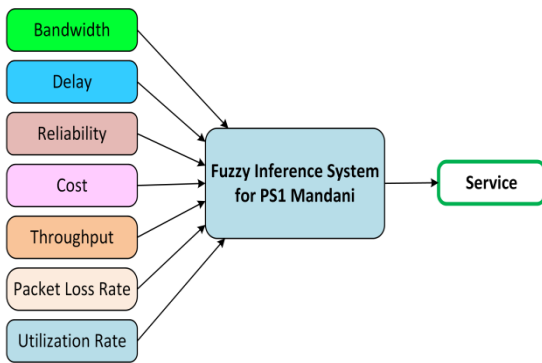 Bandwidth
Delay
Reliability
Cost
Throughput
Packet Loss Rate
Utilization Rate
Fuzzy Inference System
for PS1 Mandani
Service